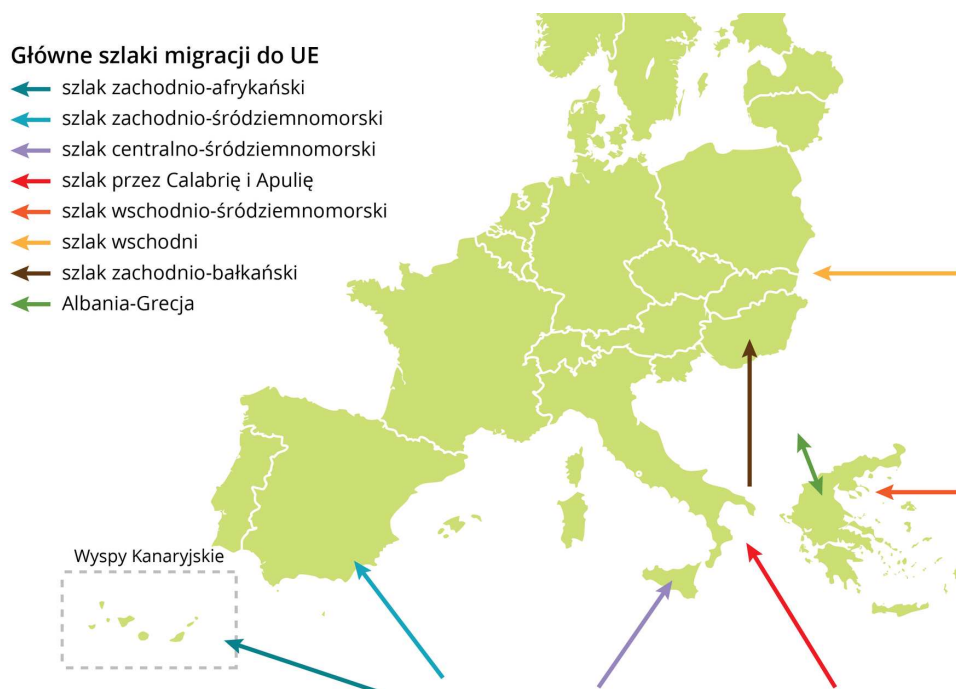 Główne szlaki migracji do UE
szlak zachodnio-afrykański
szlak zachodnio-śródziemnomorski
szlak centralno-śródziemnomorski
szlak przez Calabrię i Apulię
szlak wschodnio-śródziemnomorski
szlak wschodni
szlak zachodnio-bałkański
Albania-Grecja
Wyspy Kanaryjskie